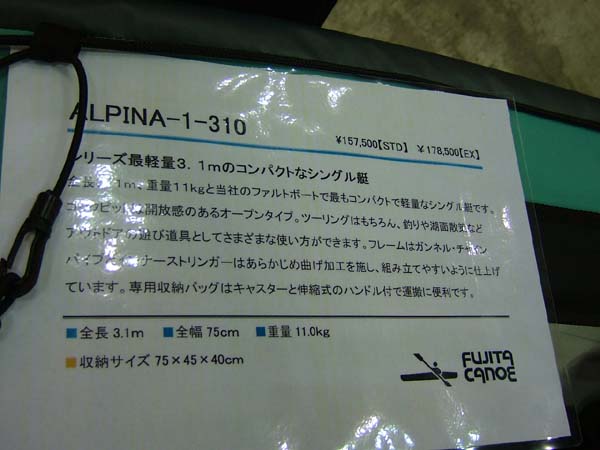 ALPINA-1-310
¥157,500【STD】 ¥178,500【EX】
シリーズ最軽量3.1mのコンパクトなシングル艇
全長3.1m、重量11kgと当社のファルトボートで最もコンパクトで軽量なシングル艇です。
開放感のあるオープンタイプ。ツーリングはもちろん、釣りや湖面散気など
アウトドアの遊び道具としてさまざまな使い方ができます。フレームはガンネル・チャイン
パイプ ナーストリンガーはあらかじめ曲げ加工を施し、組み立てやすいように仕上げ
ています。専用収納バッグはキャスターと伸縮式のハンドル付で運搬に便利です。
■全長 3.1m ■全幅 75cm ■重量 11.0kg
■収納サイズ 75×45×40cm
FUJITA
CANOE